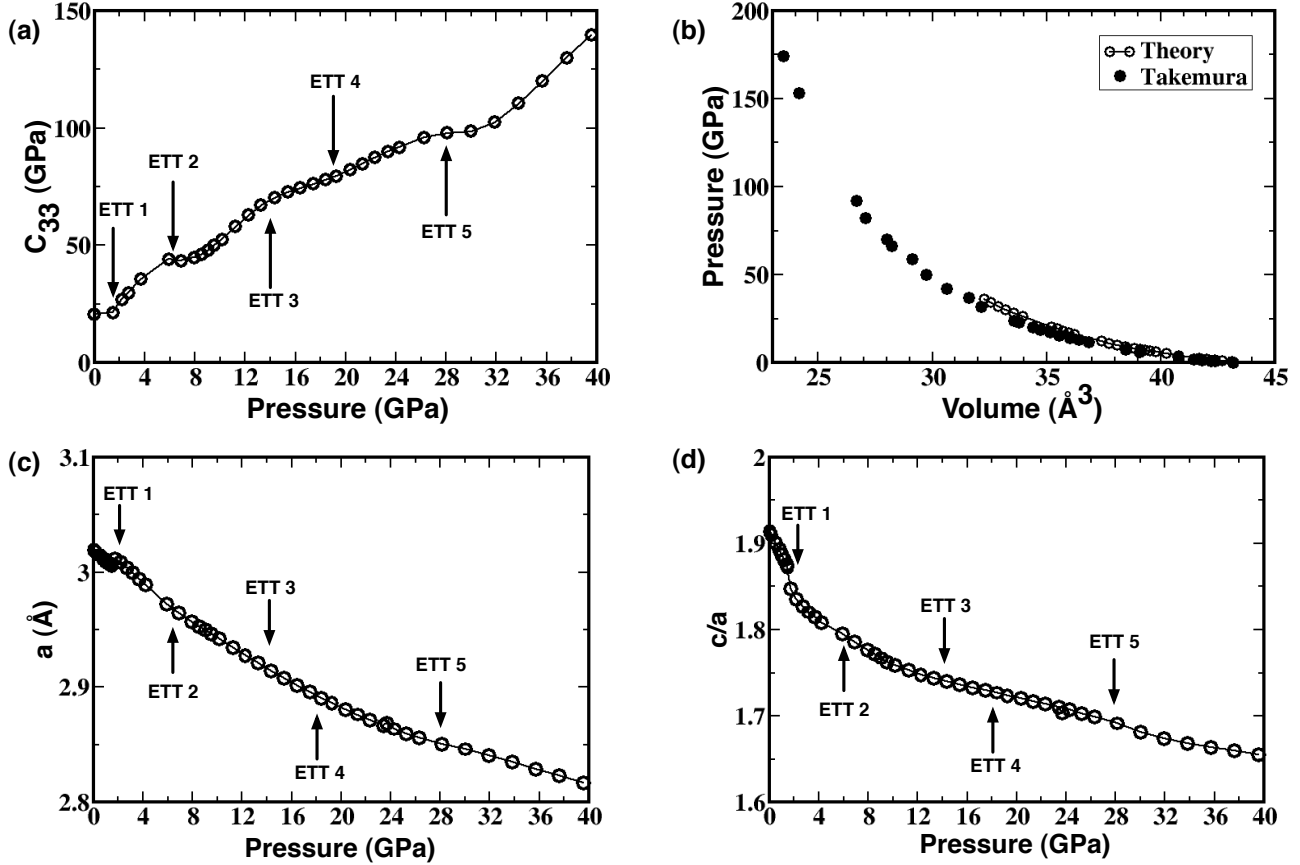 (a)
150
100
50
0
C33 (GPa)
ETT 1
ETT 2
ETT 3
ETT 4
ETT 5
0 4 8 12 16 20 24 28 32 36 40
Pressure (GPa)
(b)
200
150
100
50
0
Pressure (GPa)
Theory
Takemura
25 30 35 40 45
Volume (Å3)
(c)
3.1
3
2.9
2.8
a (Å)
ETT 1
ETT 2
ETT 3
ETT 4
ETT 5
0 4 8 12 16 20 24 28 32 36 40
Pressure (GPa)
(d)
2
1.9
1.8
1.7
1.6
c/a
ETT 1
ETT 2
ETT 3
ETT 4
ETT 5
0 4 8 12 16 20 24 28 32 36 40
Pressure (GPa)